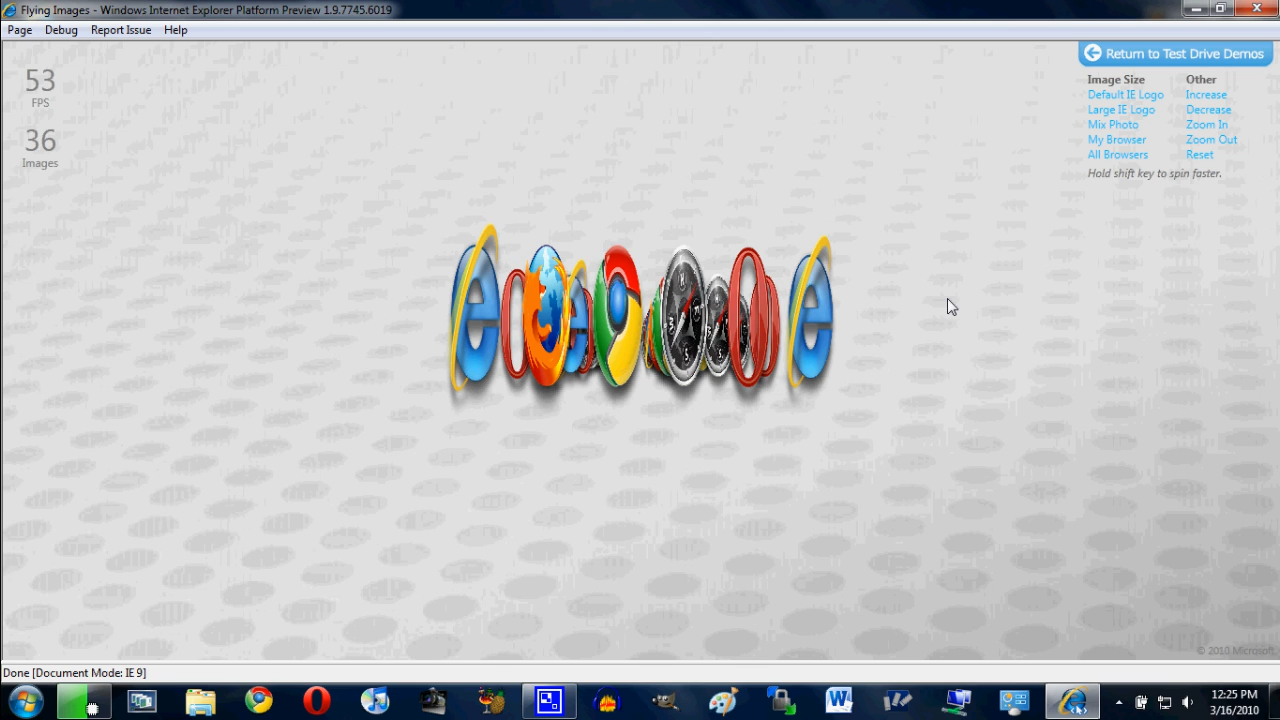 Flying Images - Windows Internet Explorer Platform Preview 1.9.7745.6019
Page Debug Report Issue Help
Return to Test Drive Demos
53
FPS
36
Images
Image Size Other
Default IE Logo Increase
Large IE Logo Decrease
Mix Photo Zoom In
My Browser Zoom Out
All Browsers Reset
Hold shift key to spin faster.
© 2010 Microsoft
Done [Document Mode: IE 9]
12:25 PM
3/16/2010